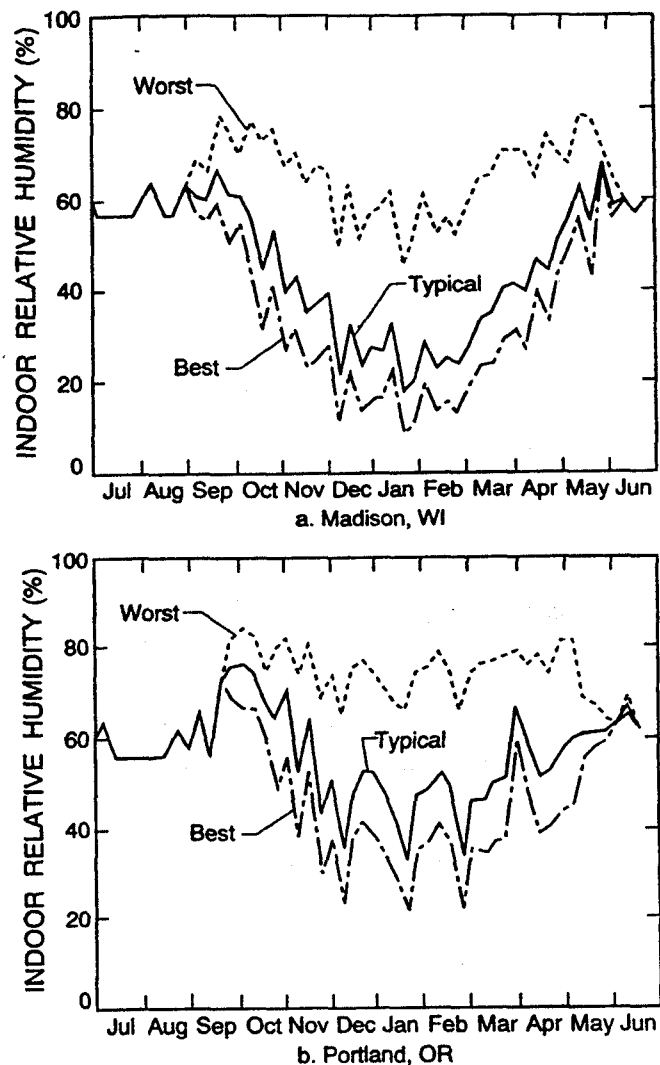 INDOOR RELATIVE HUMIDITY (%)
100
80
60
40
20
0
Worst
Typical
Best
Jul Aug Sep Oct Nov Dec Jan Feb Mar Apr May Jun
a. Madison, WI
INDOOR RELATIVE HUMIDITY (%)
100
80
60
40
20
0
Worst
Typical
Best
Jul Aug Sep Oct Nov Dec Jan Feb Mar Apr May Jun
b. Portland, OR